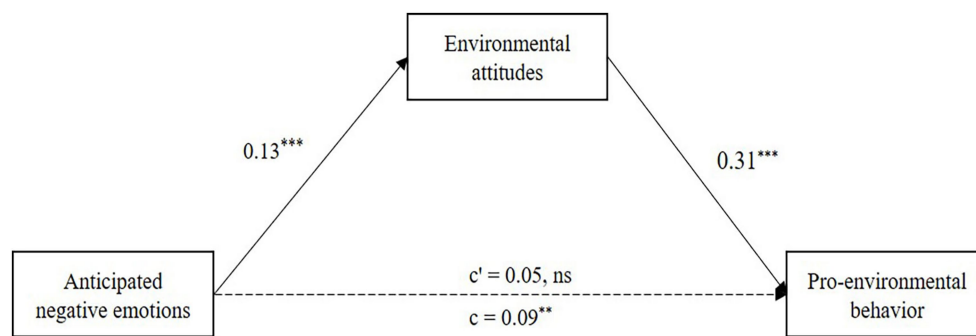 Environmental
attitudes
0.13***
0.31***
Anticipated
negative emotions
c' = 0.05, ns
c = 0.09**
Pro-environmental
behavior